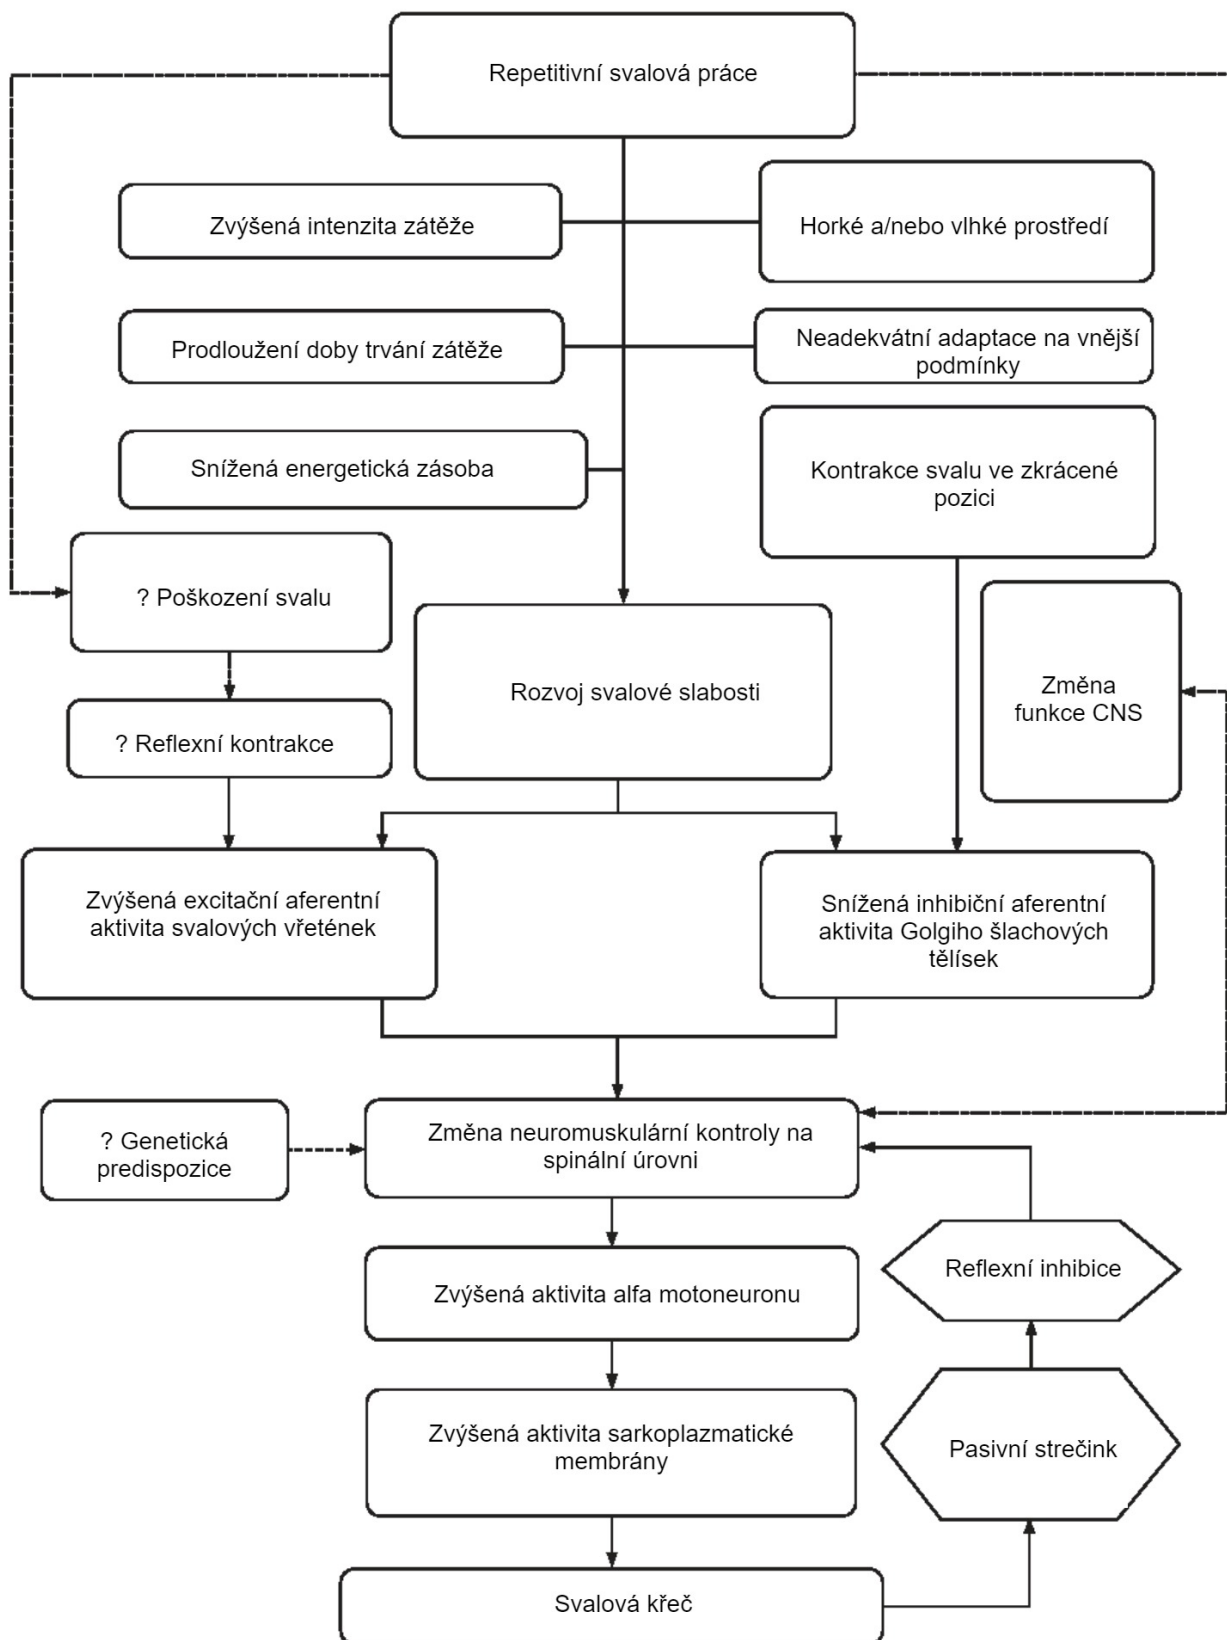 Repetitivní svalová práce
Zvýšená intenzita zátěže
Horké a/nebo vlhké prostředí
Prodloužení doby trvání zátěže
Neadekvátní adaptace na vnější
podmínky
Snížená energetická zásoba
Kontrakce svalu ve zkrácené
pozici
? Poškození svalu
Rozvoj svalové slabosti
Změna
funkce CNS
? Reflexní kontrakce
Zvýšená excitační aferentní
aktivita svalových vřetének
Snížená inhibiční aferentní
aktivita Golgiho šlachových
tělísek
? Genetická
predispozice
Změna neuromuskulární kontroly na
spinální úrovni
Reflexní inhibice
Zvýšená aktivita alfa motoneuronu
Zvýšená aktivita sarkoplazmatické
membrány
Pasivní strečink
Svalová křeč